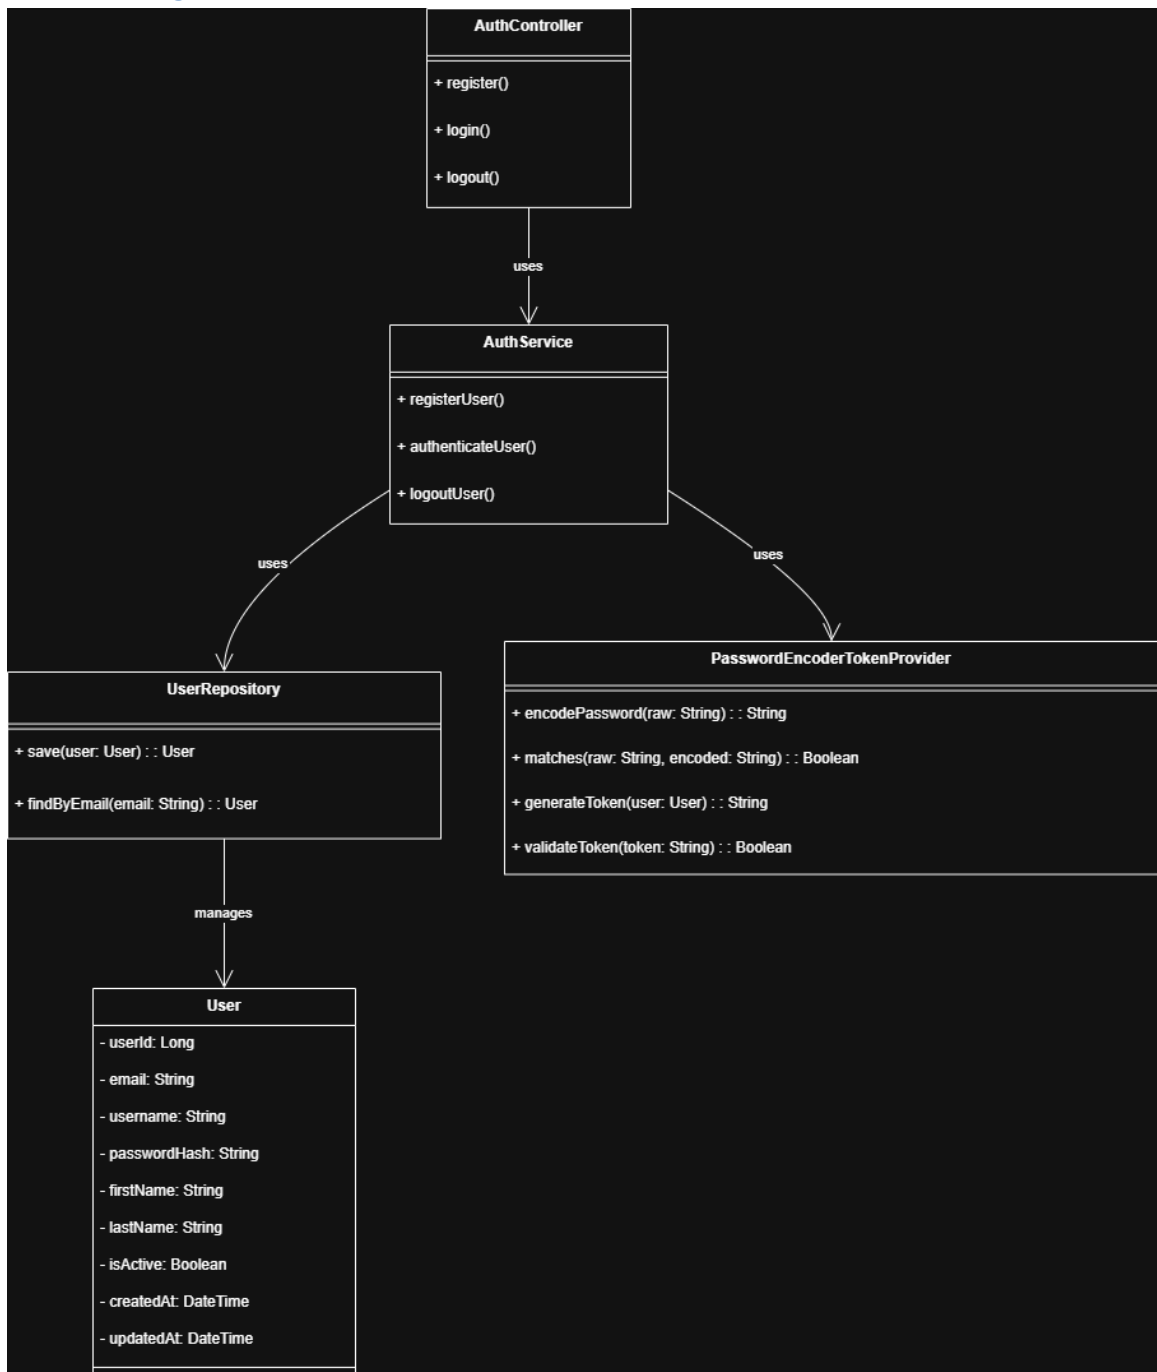 AuthController
+ register()
+ login()
+ logout()
uses
AuthService
+ registerUser()
+ authenticateUser()
+ logoutUser()
uses
uses
UserRepository
+ save(user: User) : : User
+ findByEmail(email: String) : : User
PasswordEncoderTokenProvider
+ encodePassword(raw: String) : : String
+ matches(raw: String, encoded: String) : : Boolean
+ generateToken(user: User) : : String
+ validateToken(token: String) : : Boolean
manages
User
- userId: Long
- email: String
- username: String
- passwordHash: String
- firstName: String
- lastName: String
- isActive: Boolean
- createdAt: DateTime
- updatedAt: DateTime